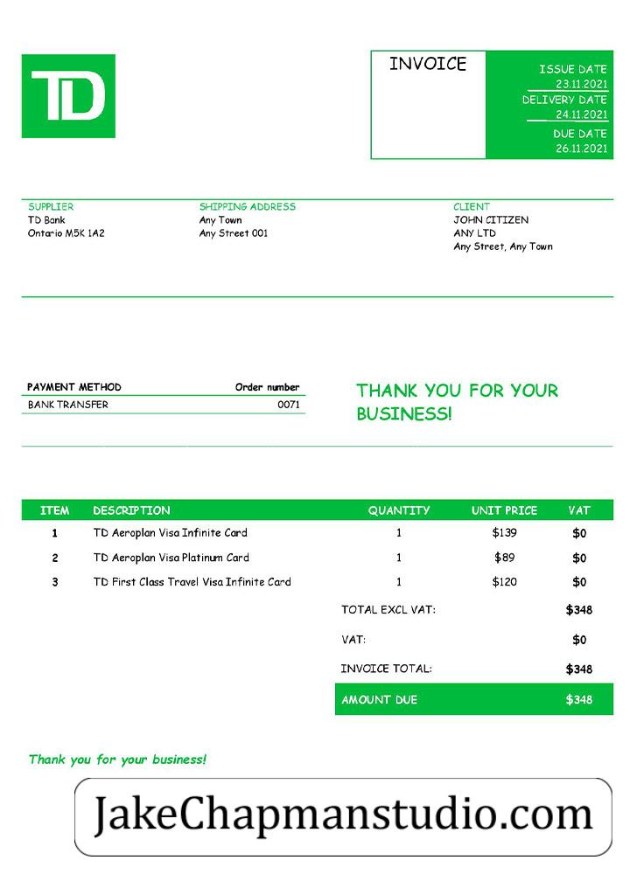 TD
INVOICE
ISSUE DATE
23.11.2021
DELIVERY DATE
24.11.2021
DUE DATE
26.11.2021
SUPPLIER
TD Bank
Ontario M5K 1A2
SHIPPING ADDRESS
Any Town
Any Street 001
CLIENT
JOHN CITIZEN
ANY LTD
Any Street, Any Town
PAYMENT METHOD Order number
BANK TRANSFER 0071
THANK YOU FOR YOUR
BUSINESS!
ITEM DESCRIPTION QUANTITY UNIT PRICE VAT
1 TD Aeroplan Visa Infinite Card 1 $139 $0
2 TD Aeroplan Visa Platinum Card 1 $89 $0
3 TD First Class Travel Visa Infinite Card 1 $120 $0
TOTAL EXCL VAT: $348
VAT: $0
INVOICE TOTAL: $348
AMOUNT DUE $348
Thank you for your business!
JakeChapmanstudio.com